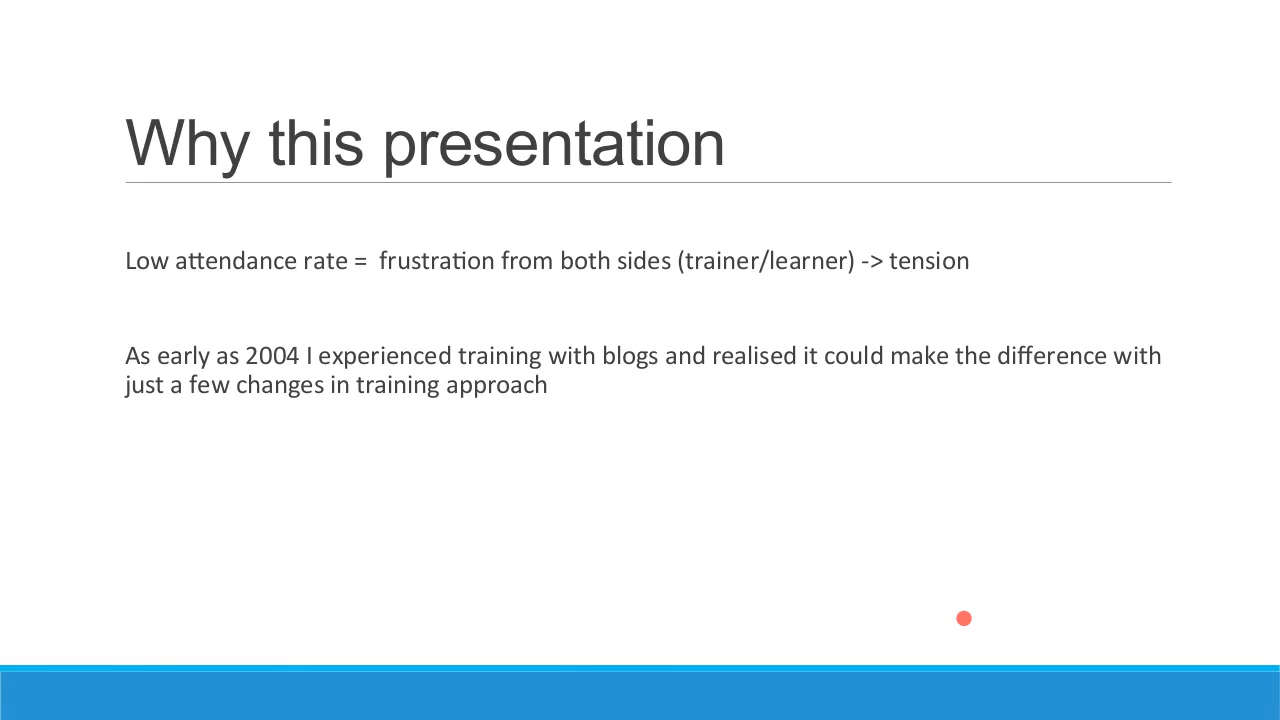 Why this presentation
Low attendance rate =  frustration from both sides (trainer/learner) -> tension
As early as 2004 I experienced training with blogs and realised it could make the difference with
just a few changes in training approach